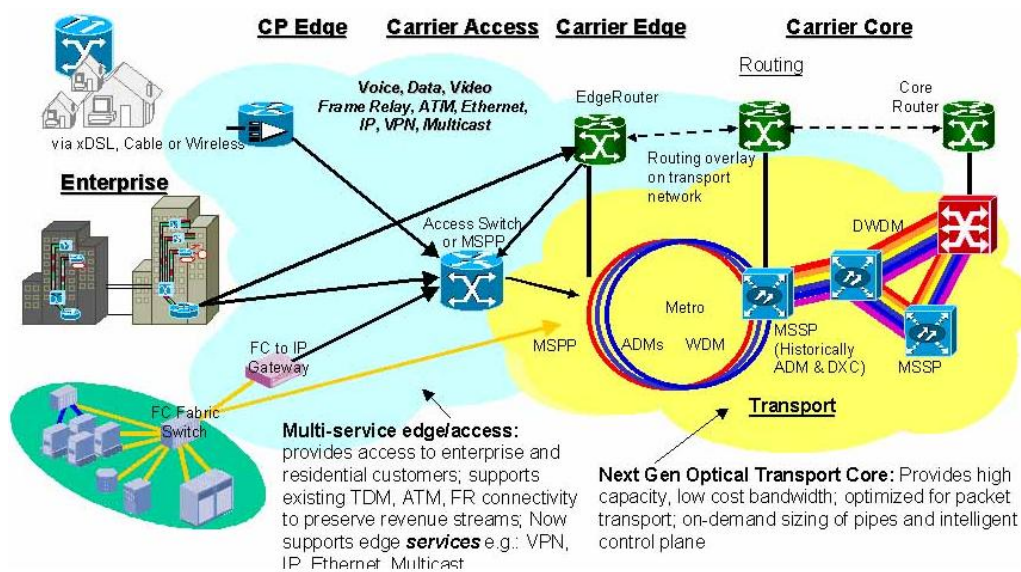 CP Edge
Carrier Access
Carrier Edge
Carrier Core
Voice, Data, Video
Frame Relay, ATM, Ethernet,
IP, VPN, Multicast
Routing
EdgeRouter
Core
Router
via xDSL, Cable or Wireless
Routing overlay
on transport
network
Enterprise
Access Switch
or MSPP
DWDM
Metro
MSPP
ADMs
WDM
MSSP
(Historically
ADM & DXC)
MSSP
FC to IP
Gateway
Transport
FC Fabric
Switch
Multi-service edge/access:
provides access to enterprise and
residential customers; supports
existing TDM, ATM, FR connectivity
to preserve revenue streams; Now
supports edge services e.g.: VPN,
IP, Ethernet, Multicast
Next Gen Optical Transport Core: Provides high
capacity, low cost bandwidth; optimized for packet
transport; on-demand sizing of pipes and intelligent
control plane